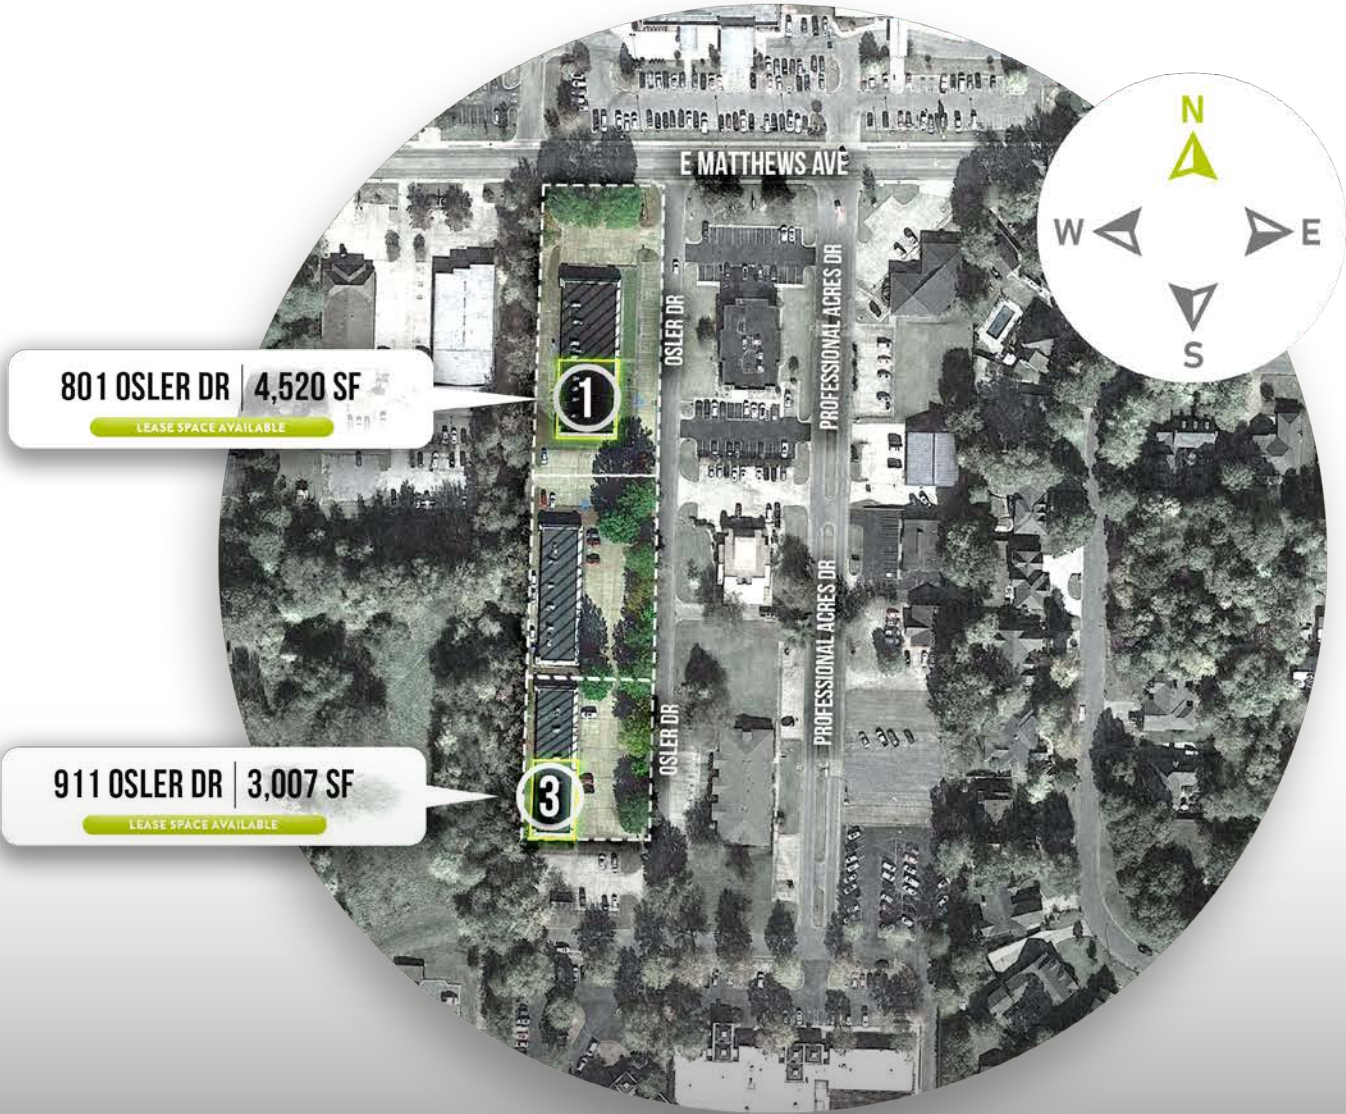 N
W E
S
E MATTHEWS AVE
OSLER DR
PROFESSIONAL ACRES DR
801 OSLER DR | 4,520 SF
LEASE SPACE AVAILABLE
1
PROFESSIONAL ACRES DR
OSLER DR
911 OSLER DR | 3,007 SF
LEASE SPACE AVAILABLE
3